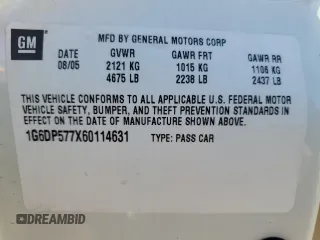 GM
MFD BY GENERAL MOTORS CORP
DATE GVWR GAWR FRT GAWR RR
08/05 2121 KG 1015 KG 1106 KG
4675 LB 2238 LB 2437 LB
THIS VEHICLE CONFORMS TO ALL APPLICABLE U.S. FEDERAL MOTOR
VEHICLE SAFETY, BUMPER, AND THEFT PREVENTION STANDARDS IN
EFFECT ON THE DATE OF MANUFACTURE SHOWN ABOVE.
1G6DP577X60114631 TYPE: PASS CAR
©DREAMBID